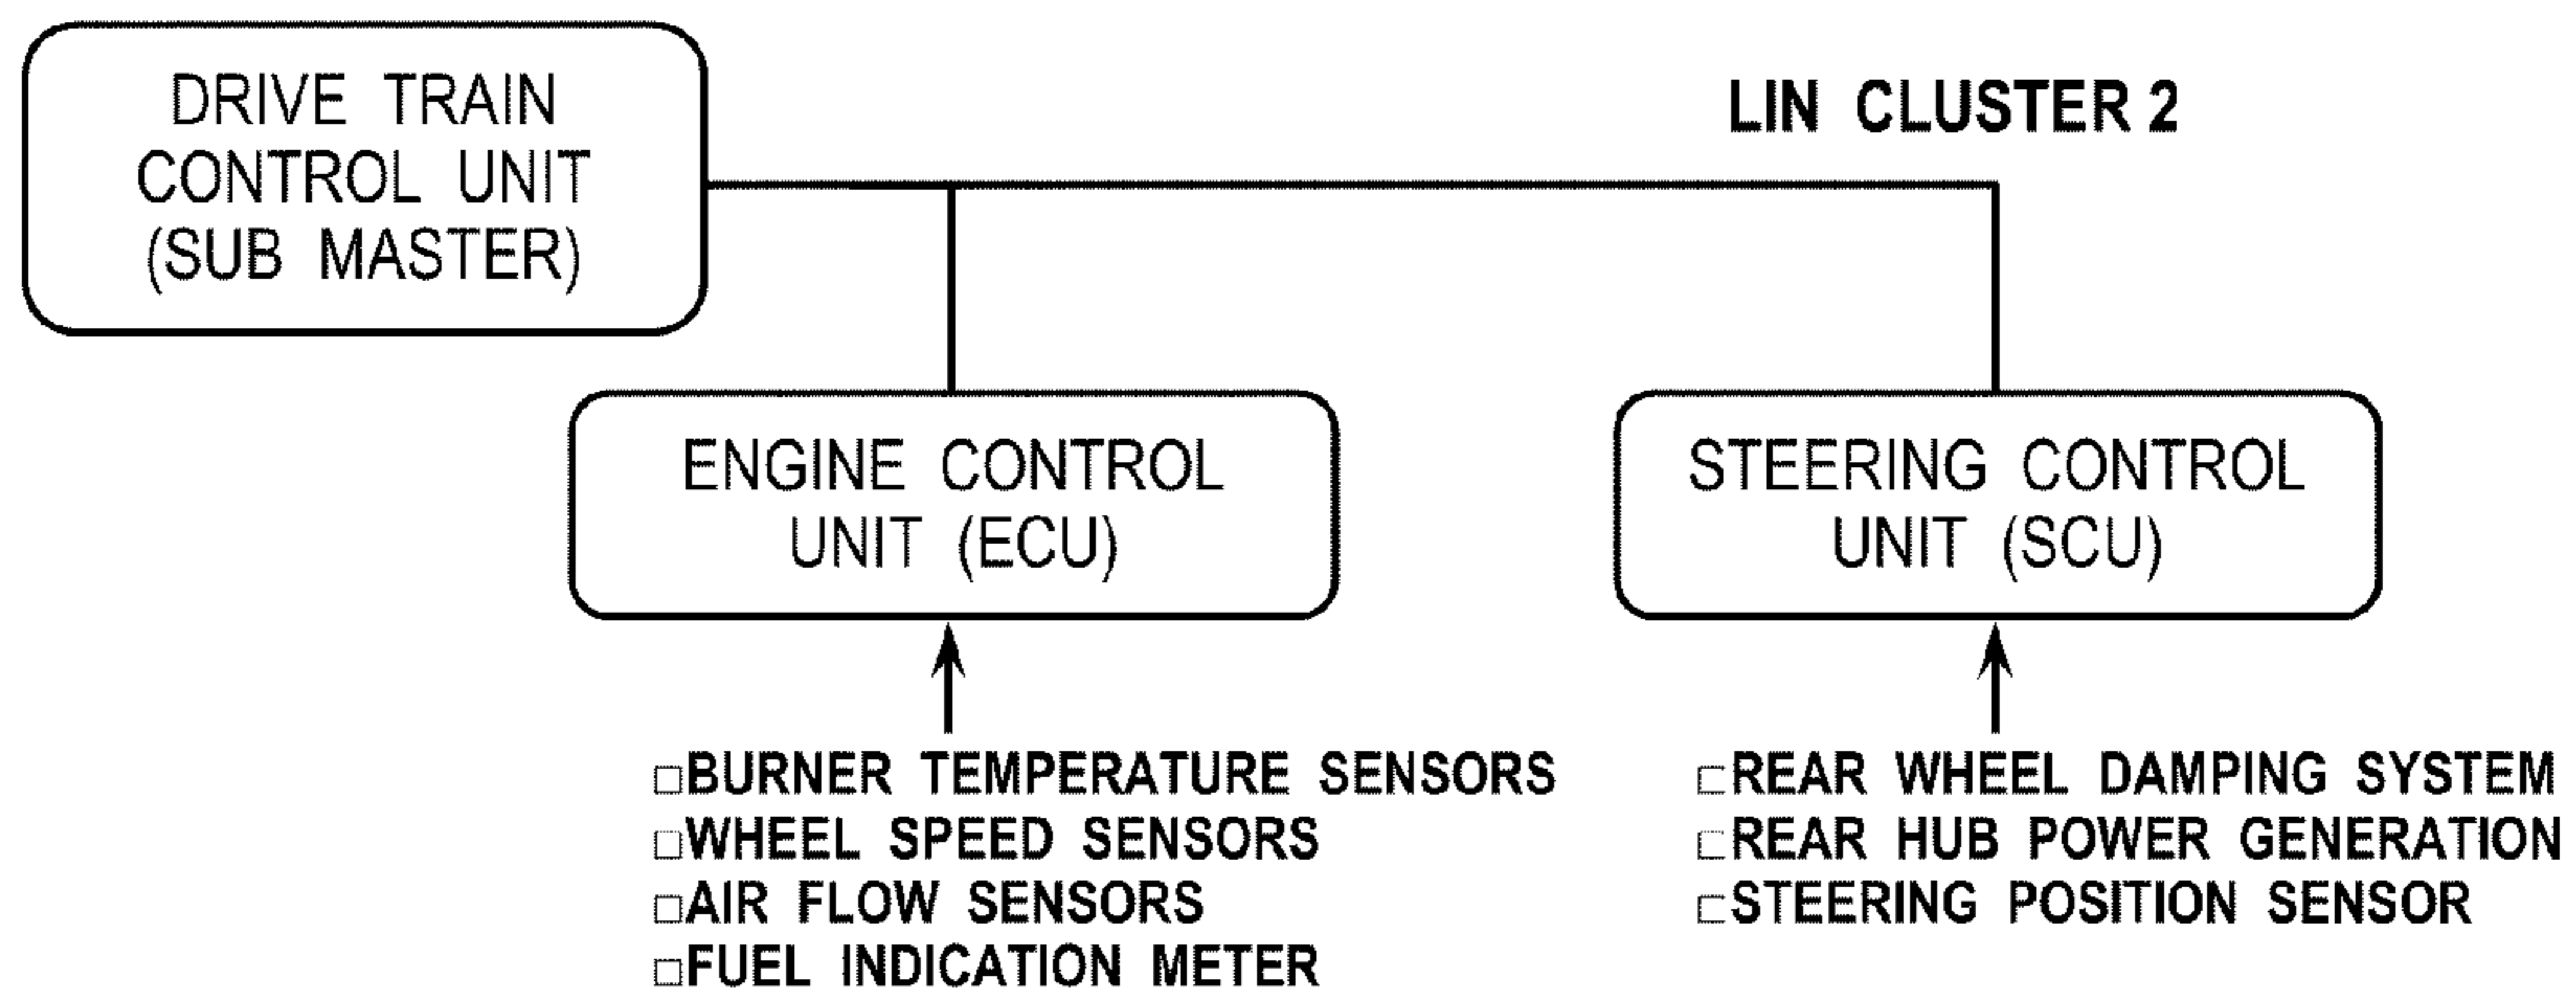 DRIVE TRAIN
CONTROL UNIT
(SUB MASTER)
LIN CLUSTER 2
ENGINE CONTROL
UNIT (ECU)
STEERING CONTROL
UNIT (SCU)
□BURNER TEMPERATURE SENSORS
□WHEEL SPEED SENSORS
□AIR FLOW SENSORS
□FUEL INDICATION METER
□REAR WHEEL DAMPING SYSTEM
□REAR HUB POWER GENERATION
□STEERING POSITION SENSOR